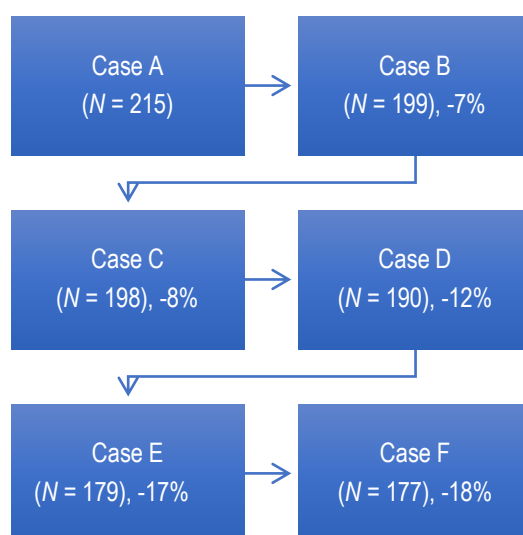 Case A
(N = 215)
Case B
(N = 199), -7%
Case C
(N = 198), -8%
Case D
(N = 190), -12%
Case E
(N = 179), -17%
Case F
(N = 177), -18%